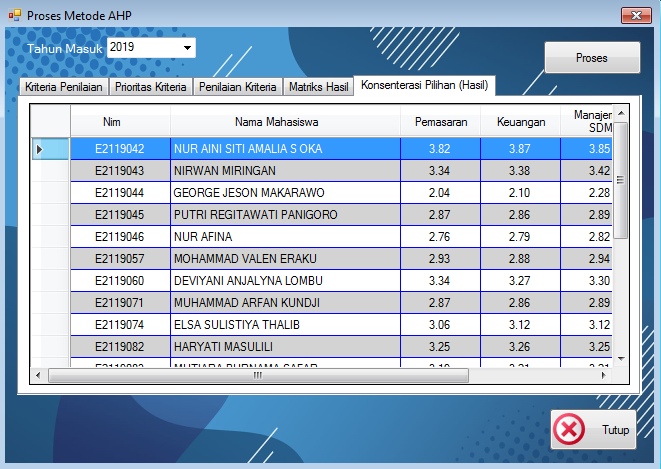 Proses Metode AHP
Tahun Masuk 2019
Proses
Kriteria Penilaian Prioritas Kriteria Penilaian Kriteria Matriks Hasil Konsenterasi Pilihan (Hasil)
Nim Nama Mahasiswa Pemasaran Keuangan Manajem SDM
E2119042 NUR AINI SITI AMALIA S OKA 3.82 3.87 3.85
E2119043 NIRWAN MIRINGAN 3.34 3.38 3.42
E2119044 GEORGE JESON MAKARAWO 2.04 2.10 2.28
E2119045 PUTRI REGITAWATI PANIGORO 2.87 2.86 2.89
E2119046 NUR AFINA 2.76 2.79 2.82
E2119057 MOHAMMAD VALEN ERAKU 2.93 2.88 2.94
E2119060 DEVIYANI ANJALYNA LOMBU 3.34 3.27 3.30
E2119071 MUHAMMAD ARFAN KUNDJI 2.87 2.86 2.89
E2119074 ELSA SULISTIYA THALIB 3.06 3.12 3.12
E2119082 HARYATI MASULILI 3.25 3.26 3.25
MUTIARA PURNAMA SAFAR
Tutup